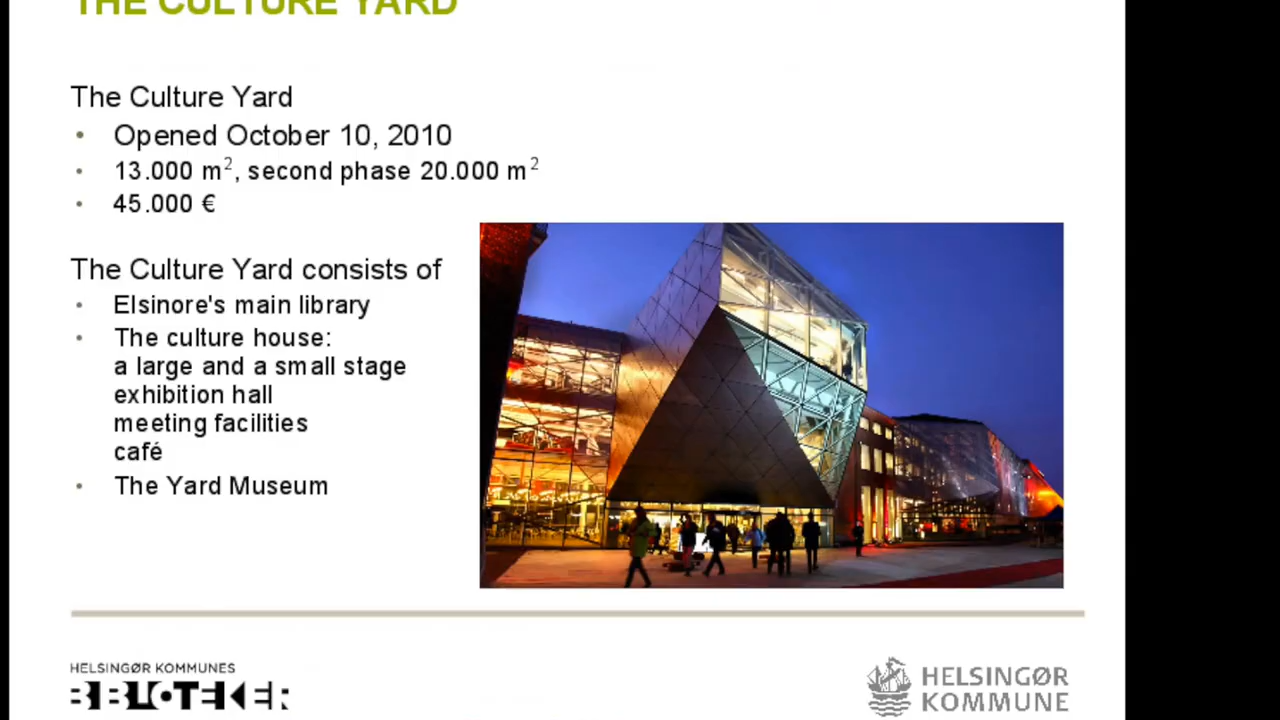 THE CULTURE YARD
The Culture Yard
• Opened October 10, 2010
• 13.000 m², second phase 20.000 m²
• 45.000 €
The Culture Yard consists of
• Elsinore's main library
• The culture house:
a large and a small stage
exhibition hall
meeting facilities
café
• The Yard Museum
HELSINGØR KOMMUNES
BIBLIOTEKER
HELSINGØR
KOMMUNE